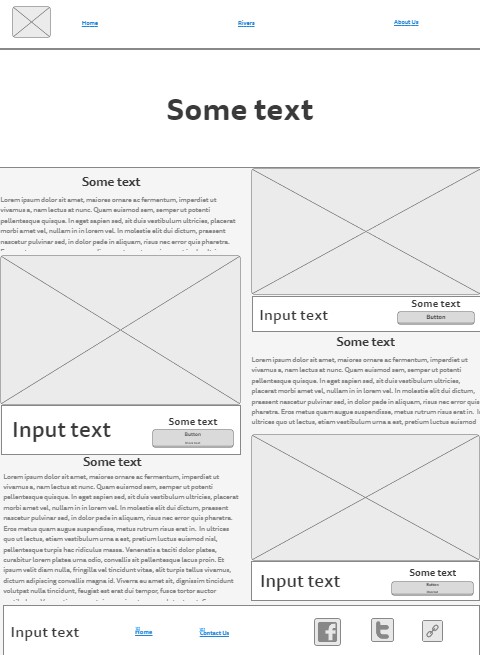 Home
Rivers
About Us
Some text
Some text
Lorem ipsum dolor sit amet, maiores ornare ac fermentum, imperdiet ut
vivamus a, nam lectus at nunc. Quam euismod sem, semper ut potenti
pellentesque quisque. In eget sapien sed, sit duis vestibulum ultricies, placerat
morbi amet vel, nullam in in lorem vel. In molestie elit dui dictum, praesent
nascetur pulvinar sed, in dolor pede in aliquam, risus nec error quis pharetra.
Input text
Some text
Button
Some text
Lorem ipsum dolor sit amet, maiores ornare ac fermentum, imperdiet ut
vivamus a, nam lectus at nunc. Quam euismod sem, semper ut potenti
pellentesque quisque. In eget sapien sed, sit duis vestibulum ultricies, placerat
morbi amet vel, nullam in in lorem vel. In molestie elit dui dictum,
praesent nascetur pulvinar sed, in dolor pede in aliquam, risus nec error quis
pharetra. Eros metus quam augue suspendisse, metus rutrum risus erat in.
ultrices quo ut lectus, etiam vestibulum urna a est, pretium luctus euismod
Input text
Some text
Button
Some text
Lorem ipsum dolor sit amet, maiores ornare ac fermentum, imperdiet ut
vivamus a, nam lectus at nunc. Quam euismod sem, semper ut potenti
pellentesque quisque. In eget sapien sed, sit duis vestibulum ultricies, placerat
morbi amet vel, nullam in in lorem vel. In molestie elit dui dictum,
praesent nascetur pulvinar sed, in dolor pede in aliquam, risus nec error quis pharetra.
Eros metus quam augue suspendisse, metus rutrum risus erat in. In ultrices
quo ut lectus, etiam vestibulum urna a est, pretium luctus euismod nisl,
pellentesque turpis hac ridiculus massa. Venenatis a taciti dolor platea,
curabitur lorem platea urna odio, convallis sit pellentesque lacus proin. Et
ipsum velit diam nulla, fringilla vel tincidunt vitae, elit turpis tellus vivamus,
dictum adipiscing convallis magna id. Viverra eu amet sit, dignissim tincidunt
volutpat nulla tincidunt, feugiat est erat dui tempor, fusce tortor auctor
Input text
Some text
Button
Input text
Home
Contact Us